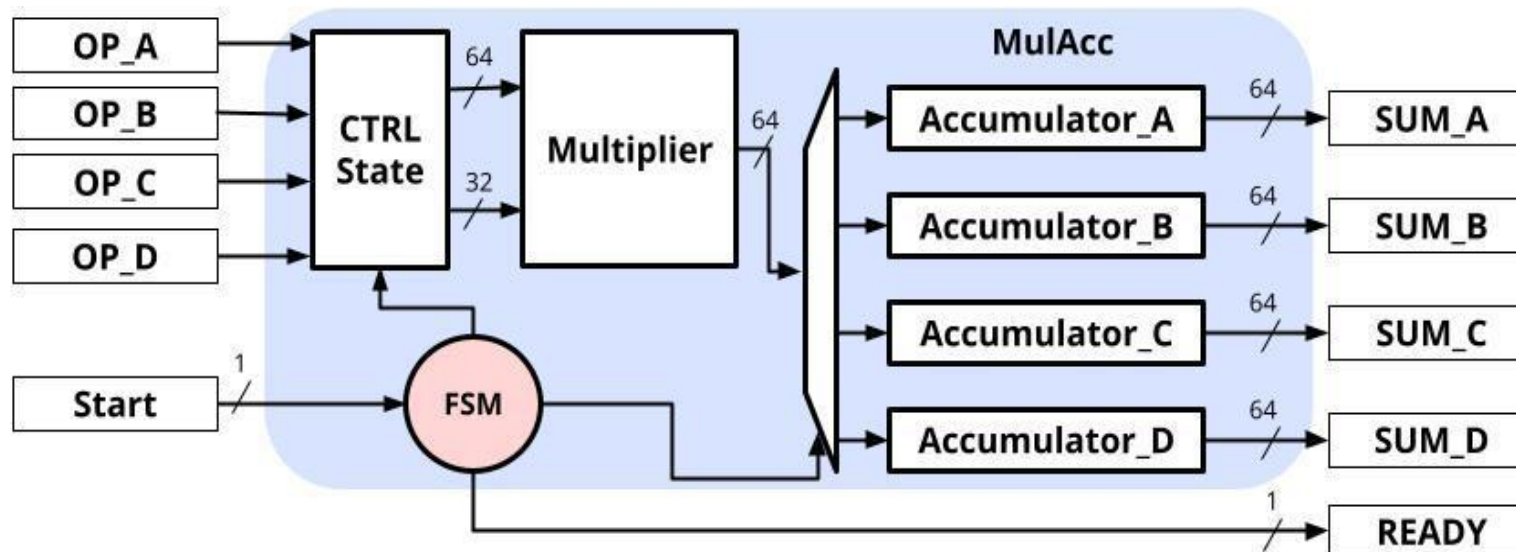 OP_A
OP_B
OP_C
OP_D
Start
1
CTRL
State
64
32
Multiplier
64
FSM
MulAcc
Accumulator_A
64
SUM_A
Accumulator_B
64
SUM_B
Accumulator_C
64
SUM_C
Accumulator_D
64
SUM_D
1
READY